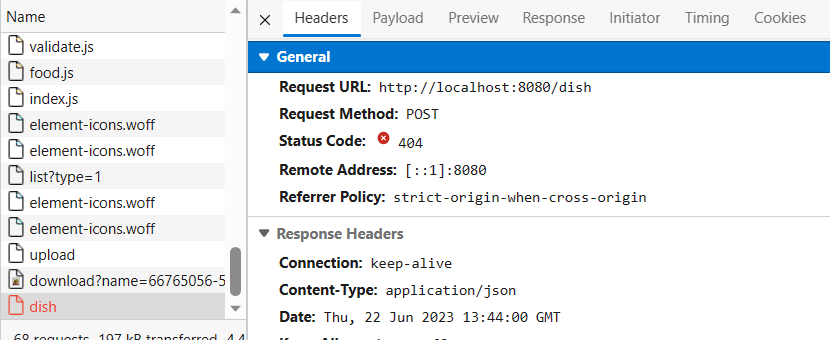 Name
validate.js
food.js
index.js
element-icons.woff
element-icons.woff
list?type=1
element-icons.woff
element-icons.woff
upload
download?name=66765056-5
dish
68 requests 197 kB transferred 4.4
Headers Payload Preview Response Initiator Timing Cookies
General
Request URL: http://localhost:8080/dish
Request Method: POST
Status Code: 404
Remote Address: [::1]:8080
Referrer Policy: strict-origin-when-cross-origin
Response Headers
Connection: keep-alive
Content-Type: application/json
Date: Thu, 22 Jun 2023 13:44:00 GMT